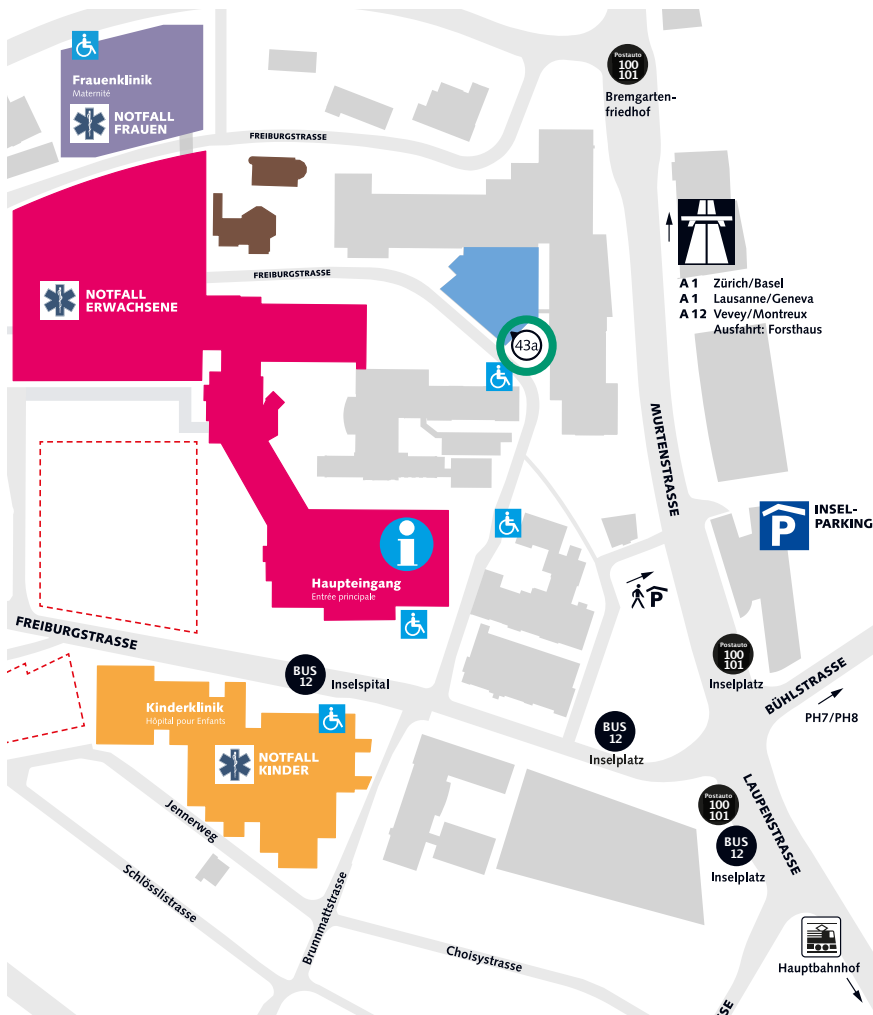 Frauenklinik
Maternité
NOTFALL
FRAUEN
Postauto
100
101
Bremgarten-
friedhof
FREIBURGSTRASSE
NOTFALL
ERWACHSENE
FREIBURGSTRASSE
A 1 Zürich/Basel
A 1 Lausanne/Geneva
A 12 Vevey/Montreux
Ausfahrt: Forsthaus
43a
MURTENSTRASSE
P
INSEL-
PARKING
i
Haupteingang
Entrée principale
P
FREIBURGSTRASSE
BUS
12
Inselspital
Postauto
100
101
Inselplatz
BÜHLSTRASSE
PH7/PH8
Kinderklinik
Hôpital pour Enfants
NOTFALL
KINDER
BUS
12
Inselplatz
Postauto
100
101
BUS
12
Inselplatz
LAUPENSTRASSE
Jennerweg
Schlösslistrasse
Brunnmattstrasse
Choisystrasse
Hauptbahnhof
SSE